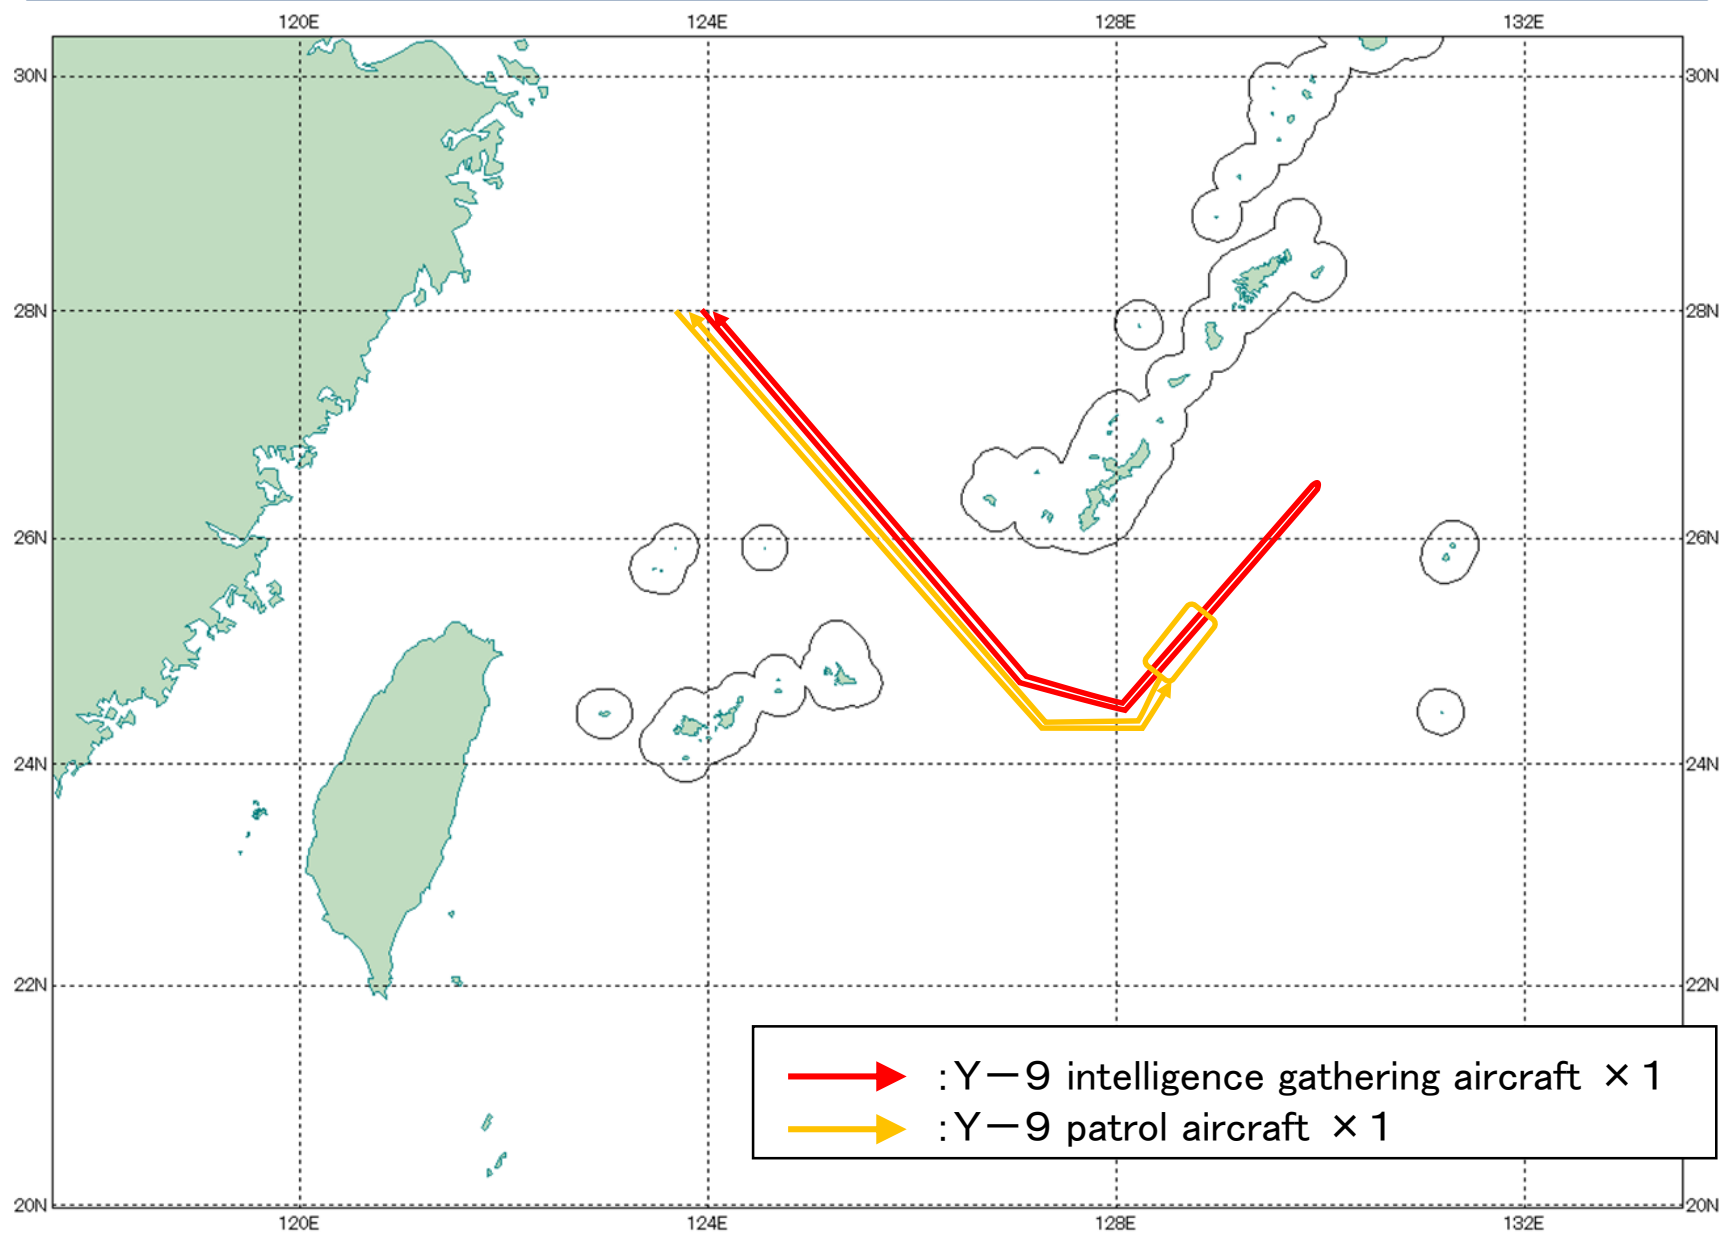 120E 124E 128E 132E
30N 30N
28N 28N
26N 26N
24N 24N
22N 22N
:Y－9 intelligence gathering aircraft ×1
:Y－9 patrol aircraft ×1
20N 20N
120E 124E 128E 132E